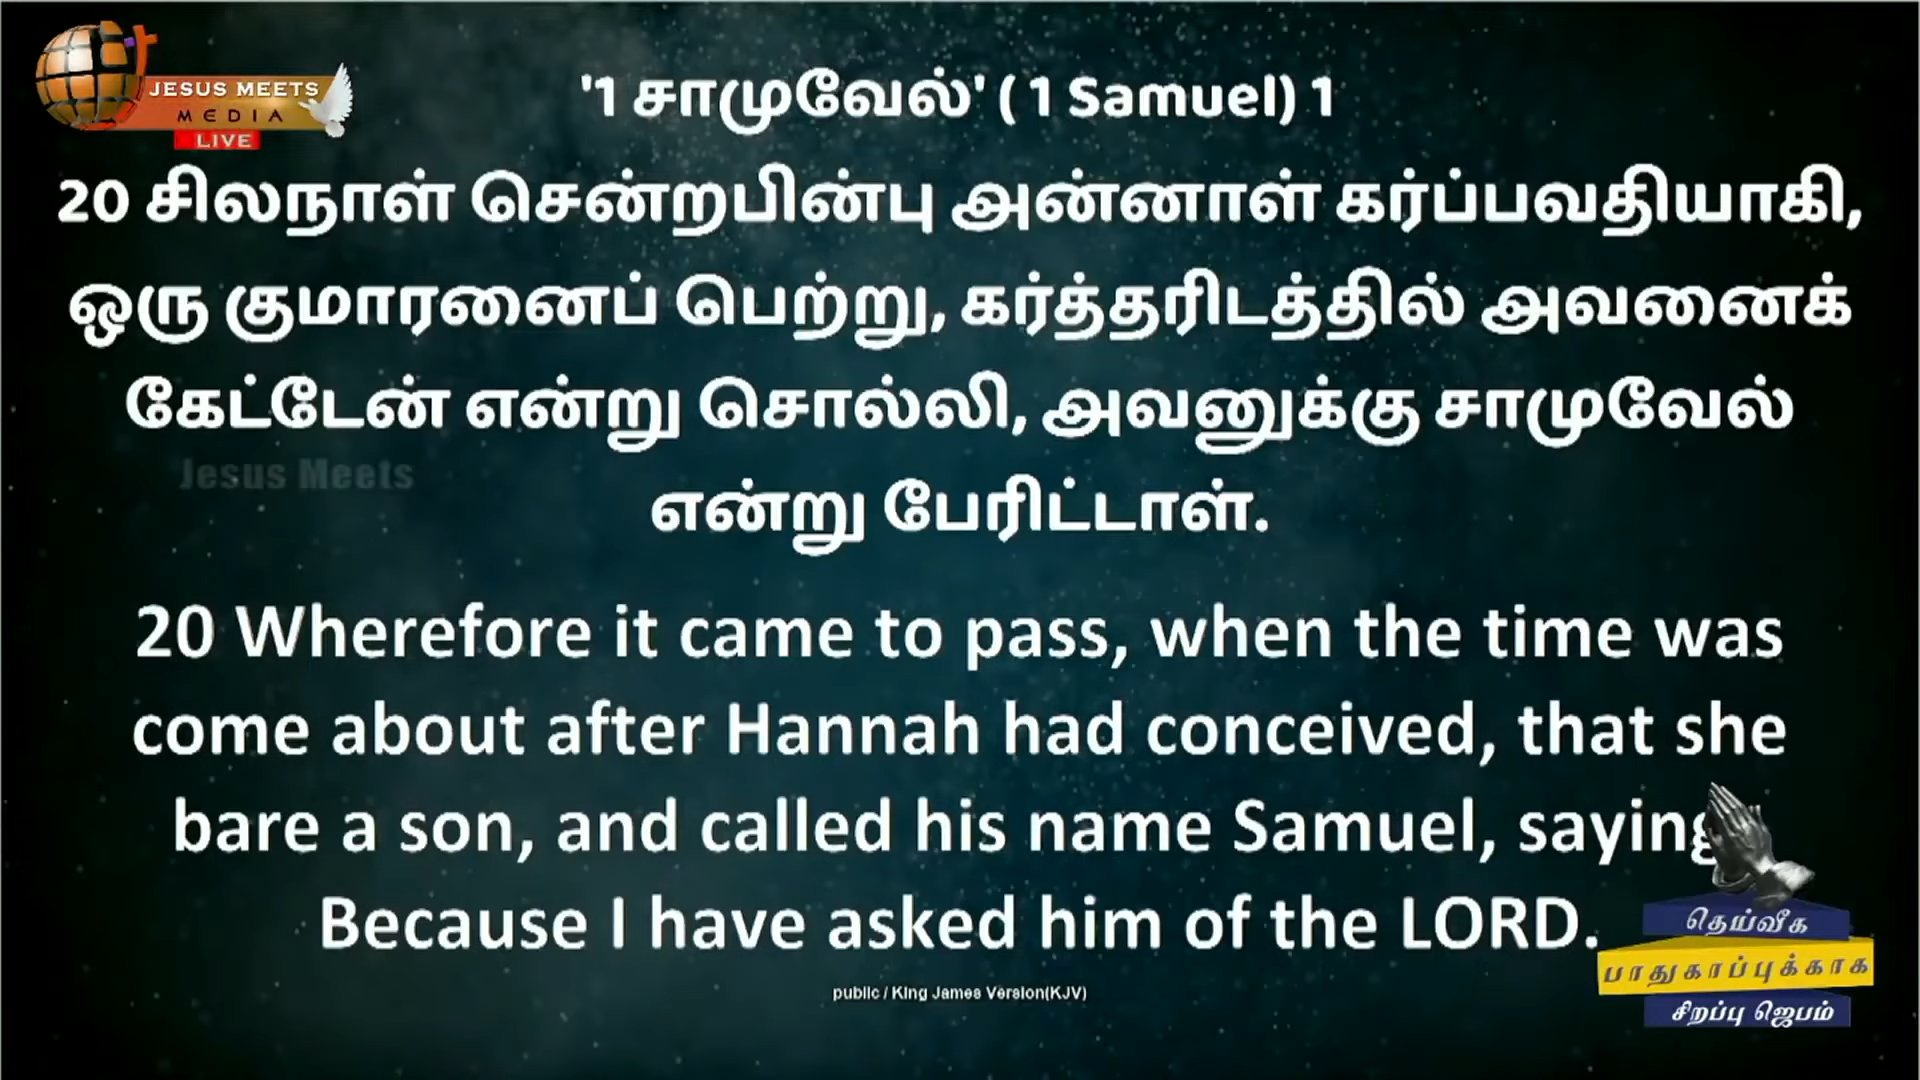 JESUS MEETS
MEDIA
LIVE
'1 சாமுவேல்' ( 1 Samuel) 1
20 சிலநாள் சென்றபின்பு அன்னாள் கர்ப்பவதியாகி,
ஒரு குமாரனைப் பெற்று, கர்த்தரிடத்தில் அவனைக்
கேட்டேன் என்று சொல்லி, அவனுக்கு சாமுவேல்
Jesus Meets
என்று பேரிட்டாள்.
20 Wherefore it came to pass, when the time was
come about after Hannah had conceived, that she
bare a son, and called his name Samuel, saying
Because I have asked him of the LORD.
தெய்வீக
பாதுகாப்புக்காக
சிறப்பு ஜெபம்
public / King James Version(KJV)